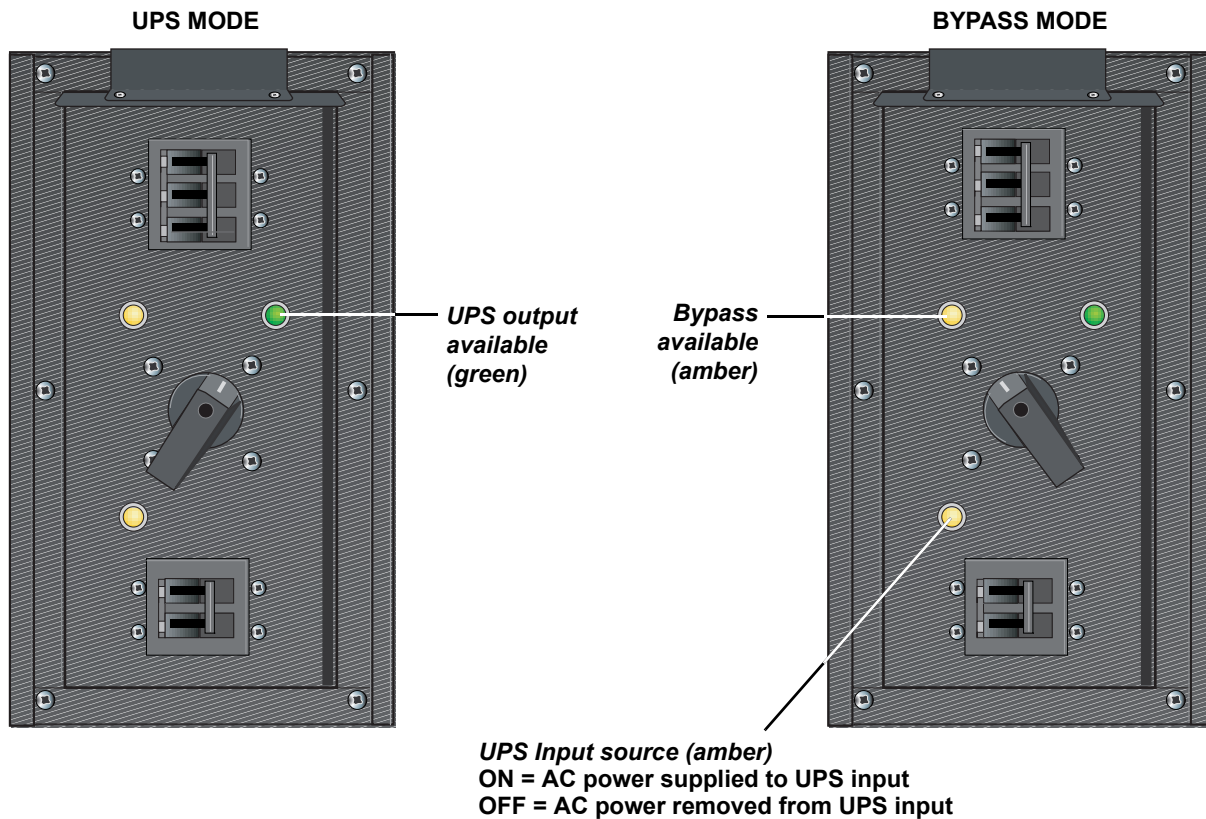 UPS MODE
BYPASS MODE
UPS output
available
(green)
Bypass
available
(amber)
UPS Input source (amber)
ON = AC power supplied to UPS input
OFF = AC power removed from UPS input